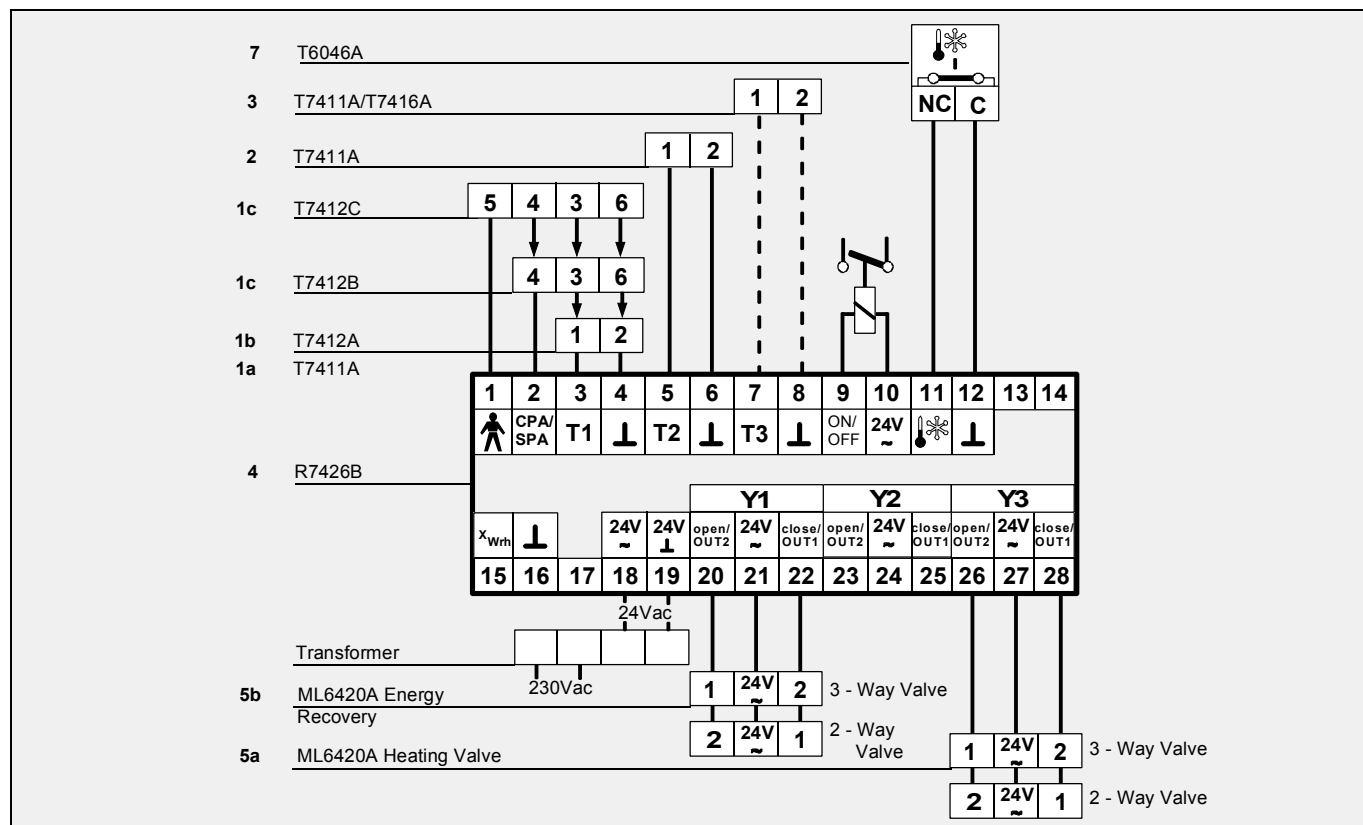 7 T6046A
3 T7411A/T7416A 1 2 NC C
2 T7411A 1 2
1c T7412C 5 4 3 6
1c T7412B 4 3 6
1b T7412A 1 2
1a T7411A
1 2 3 4 5 6 7 8 9 10 11 12 13 14
CPA/ SPA T1 ⊥ T2 ⊥ T3 ⊥ ON/ OFF 24V ~ ⊥
4 R7426B
Y1 Y2 Y3
XWrh ⊥ 24V ~ 24V ⊥ open/ OUT2 24V ~ close/ OUT1 open/ OUT2 24V ~ close/ OUT1 open/ OUT2 24V ~ close/ OUT1
15 16 17 18 19 20 21 22 23 24 25 26 27 28
24Vac
Transformer
230Vac
5b ML6420A Energy 1 24V ~ 2 3 - Way Valve
Recovery
2 24V ~ 1 2 - Way
Valve
5a ML6420A Heating Valve 1 24V ~ 2 3 - Way Valve
2 24V ~ 1 2 - Way Valve